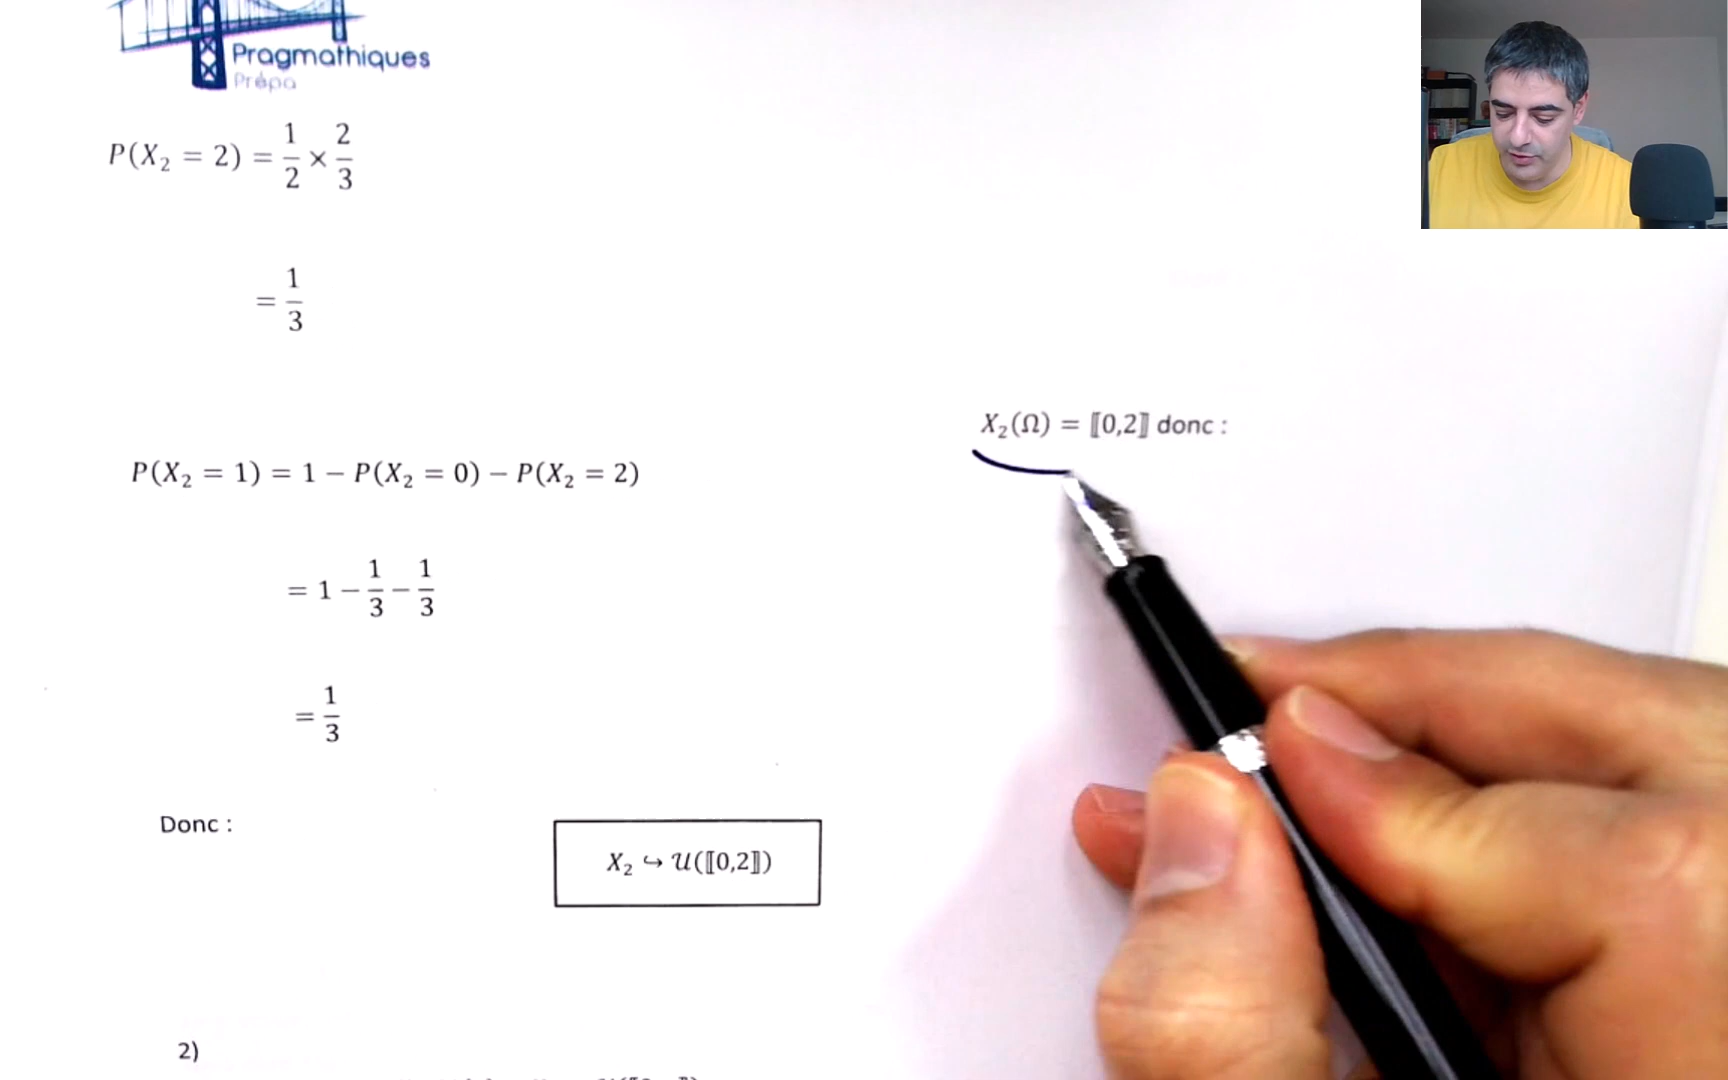 Pragmathiques
Prépa
P(X₂ = 2) = 1/2 × 2/3
= 1/3
X₂(Ω) = ⟦0,2⟧ donc :
P(X₂ = 1) = 1 − P(X₂ = 0) − P(X₂ = 2)
= 1 − 1/3 − 1/3
= 1/3
Donc :
X₂ ↪ 𝒰(⟦0,2⟧)
2)